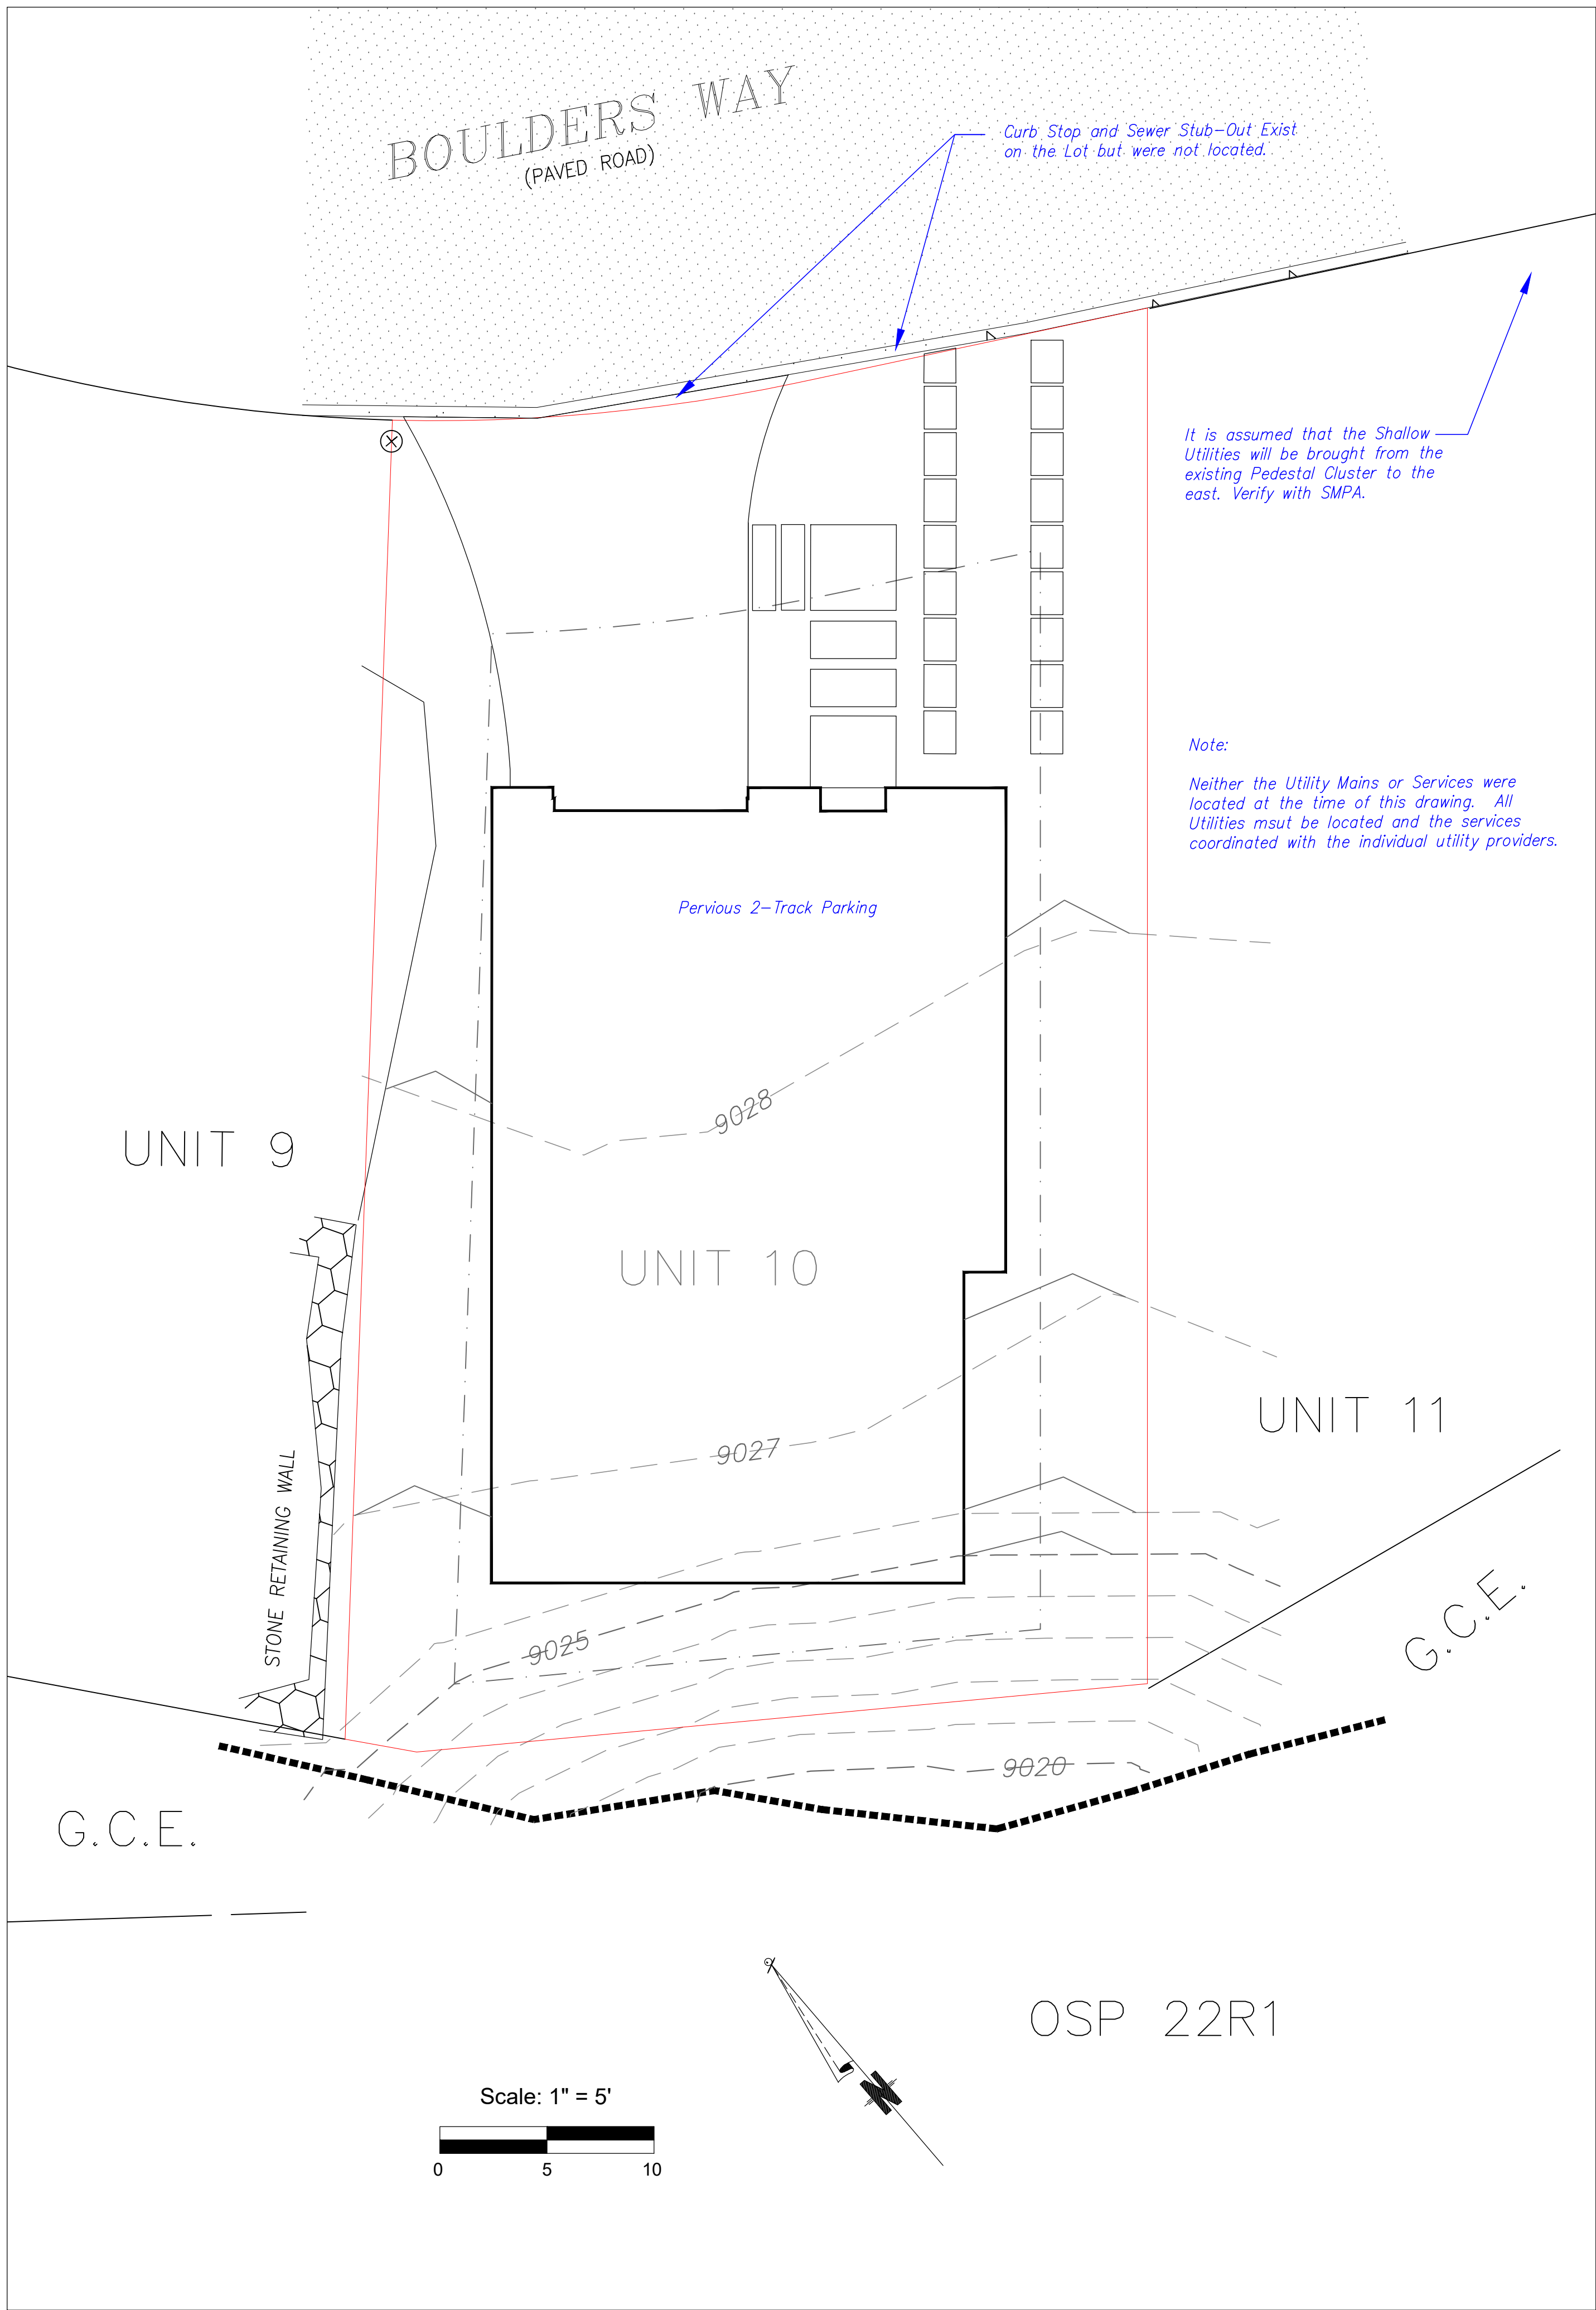 BOULDERS WAY
(PAVED ROAD)
Curb Stop and Sewer Stub-Out Exist
on the Lot but were not located.
It is assumed that the Shallow
Utilities will be brought from the
existing Pedestal Cluster to the
east. Verify with SMPA.
Note:
Neither the Utility Mains or Services were
located at the time of this drawing. All
Utilities msut be located and the services
coordinated with the individual utility providers.
Pervious 2-Track Parking
9028
UNIT 9
UNIT 10
UNIT 11
9027
STONE RETAINING WALL
9025
G.C.E.
9020
G.C.E.
OSP 22R1
N
Scale: 1" = 5'
0 5 10